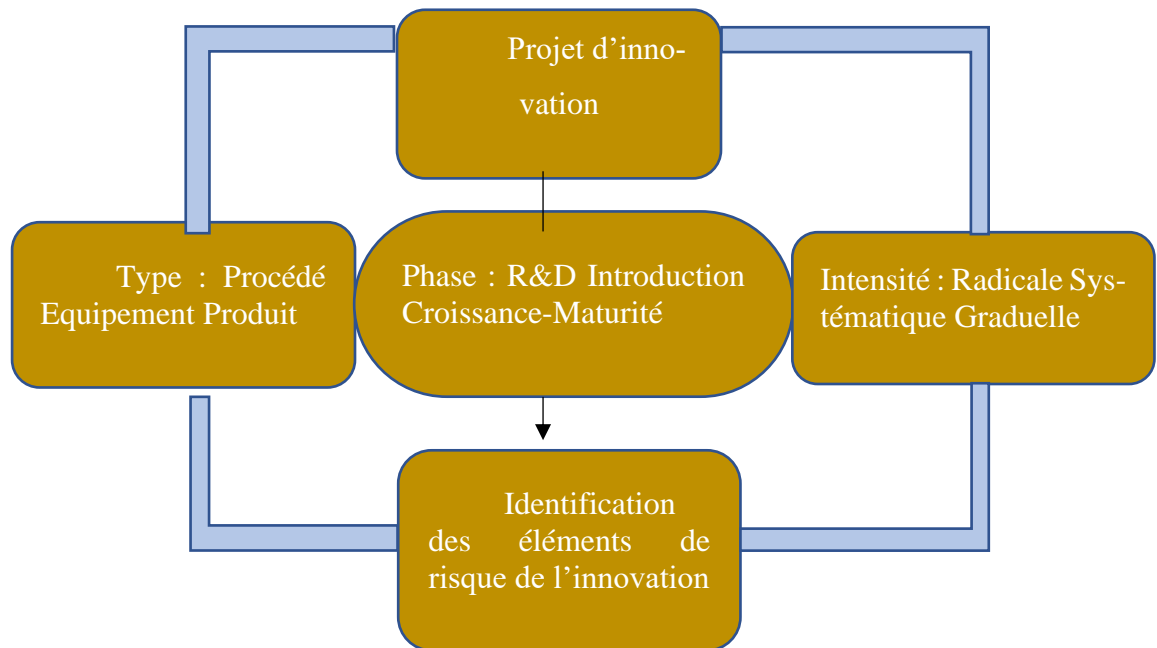 Projet d’inno-
vation
Type : Procédé
Equipement Produit
Phase : R&D Introduction
Croissance-Maturité
Intensité : Radicale Sys-
tématique Graduelle
Identification
des éléments de
risque de l’innovation